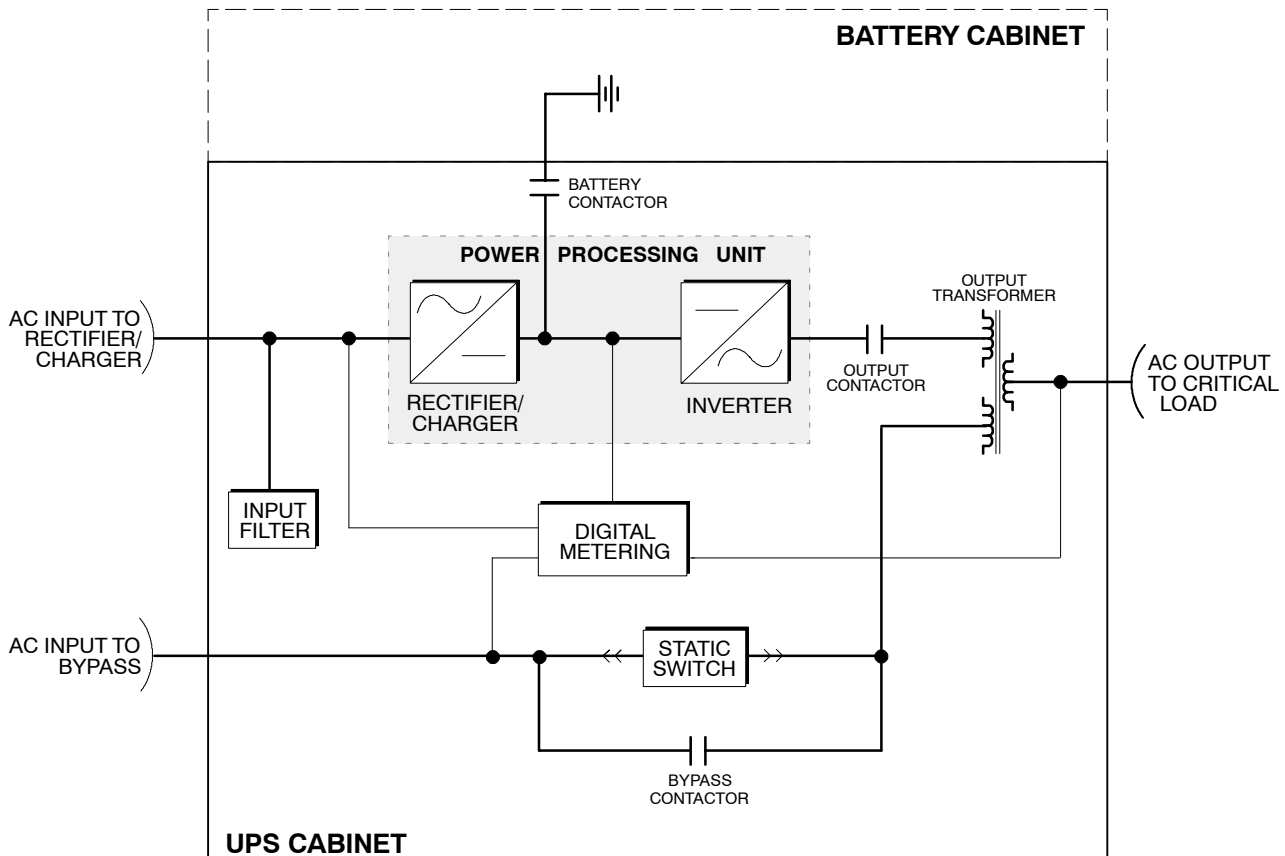 BATTERY CABINET
BATTERY
CONTACTOR
POWER PROCESSING UNIT
OUTPUT
TRANSFORMER
AC INPUT TO
RECTIFIER/
CHARGER
RECTIFIER/
CHARGER
INVERTER
OUTPUT
CONTACTOR
AC OUTPUT
TO CRITICAL
LOAD
INPUT
FILTER
DIGITAL
METERING
AC INPUT TO
BYPASS
STATIC
SWITCH
BYPASS
CONTACTOR
UPS CABINET